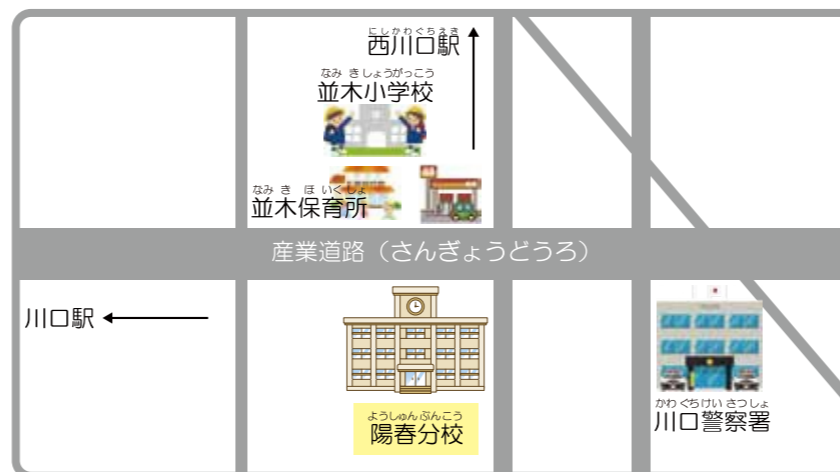 にしかわぐちえき
西川口駅
なみきしょうがっこう
並木小学校
なみきほいくしょ
並木保育所
産業道路（さんぎょうどうろ）
川口駅
ようしゅんぶんこう
陽春分校
かわぐちけいさつしょ
川口警察署